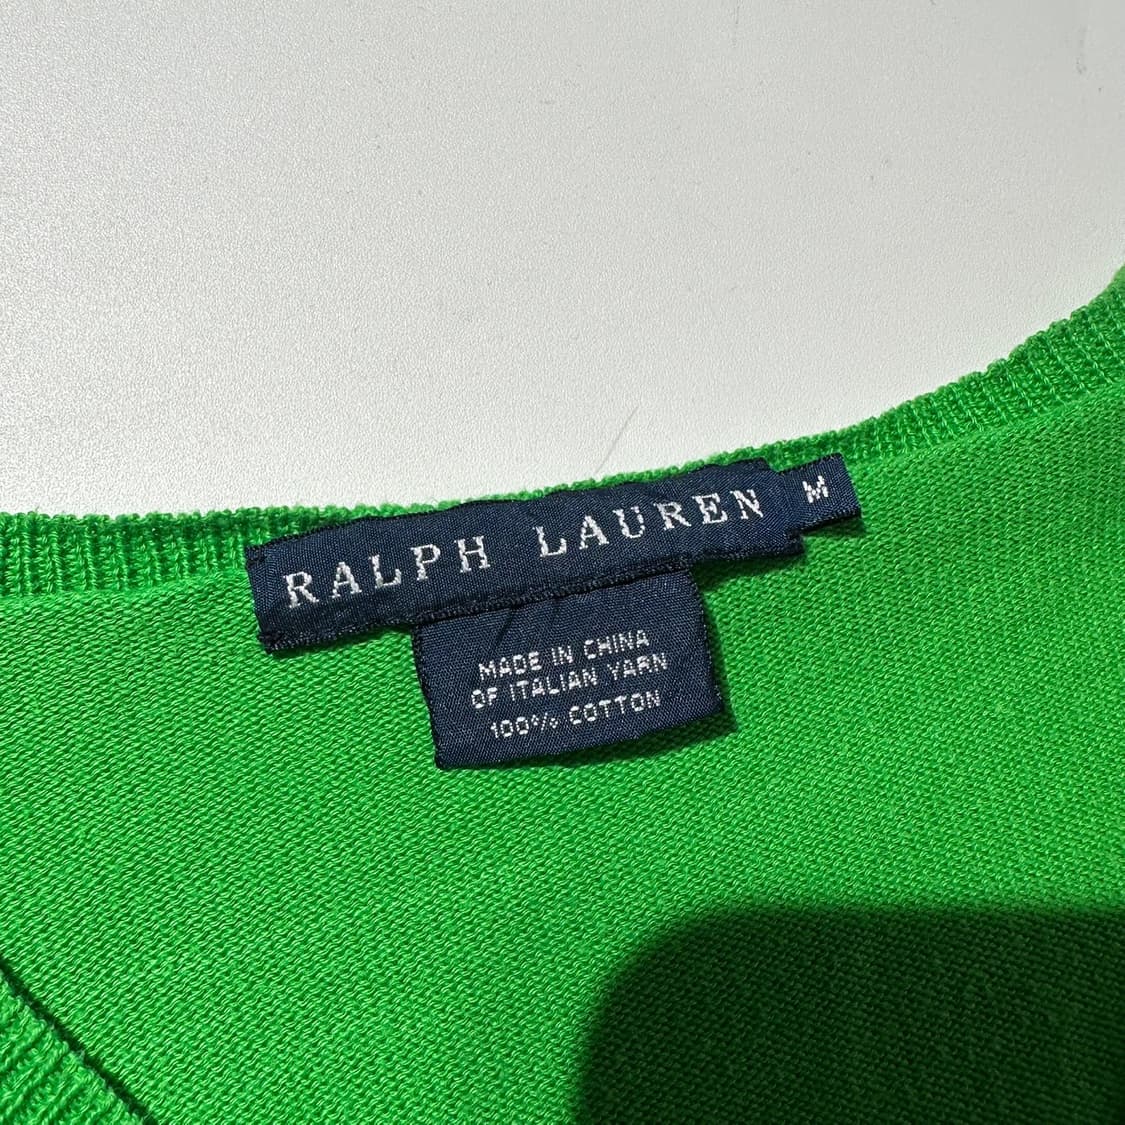 RALPH LAUREN M
MADE IN CHINA
OF ITALIAN YARN
100% COTTON